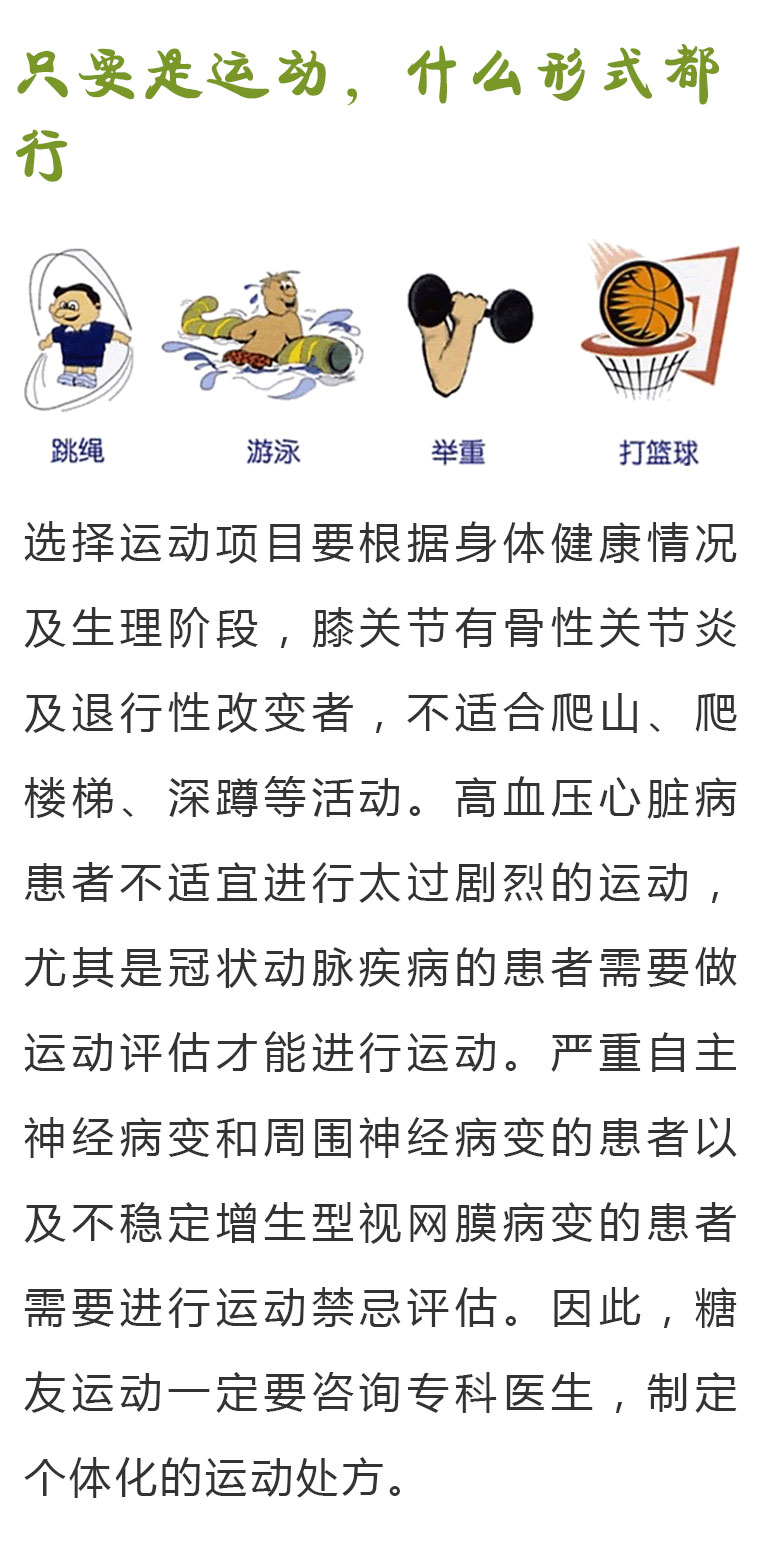 只要是运动，什么形式都
行
跳绳 游泳 举重 打篮球
选择运动项目要根据身体健康情况
及生理阶段，膝关节有骨性关节炎
及退行性改变者，不适合爬山、爬
楼梯、深蹲等活动。高血压心脏病
患者不适宜进行太过剧烈的运动，
尤其是冠状动脉疾病的患者需要做
运动评估才能进行运动。严重自主
神经病变和周围神经病变的患者以
及不稳定增生型视网膜病变的患者
需要进行运动禁忌评估。因此，糖
友运动一定要咨询专科医生，制定
个体化的运动处方。